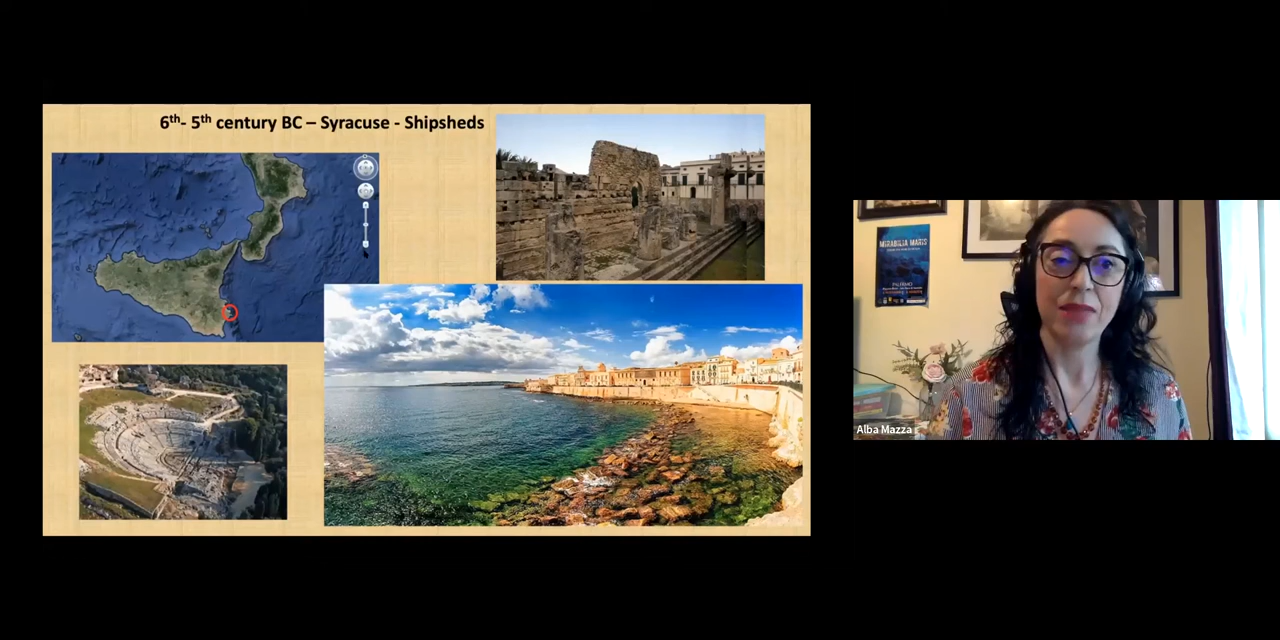 6th- 5th century BC – Syracuse - Shipsheds
MIRABILIA MARIS
PALERMO
Alba Mazza